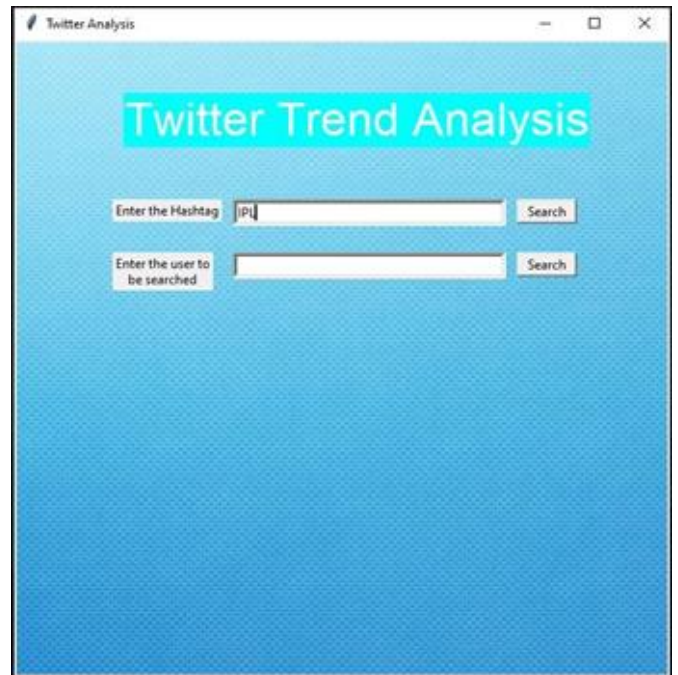 Twitter Analysis
Twitter Trend Analysis
Enter the Hashtag IPL Search
Enter the user to
be searched
Search